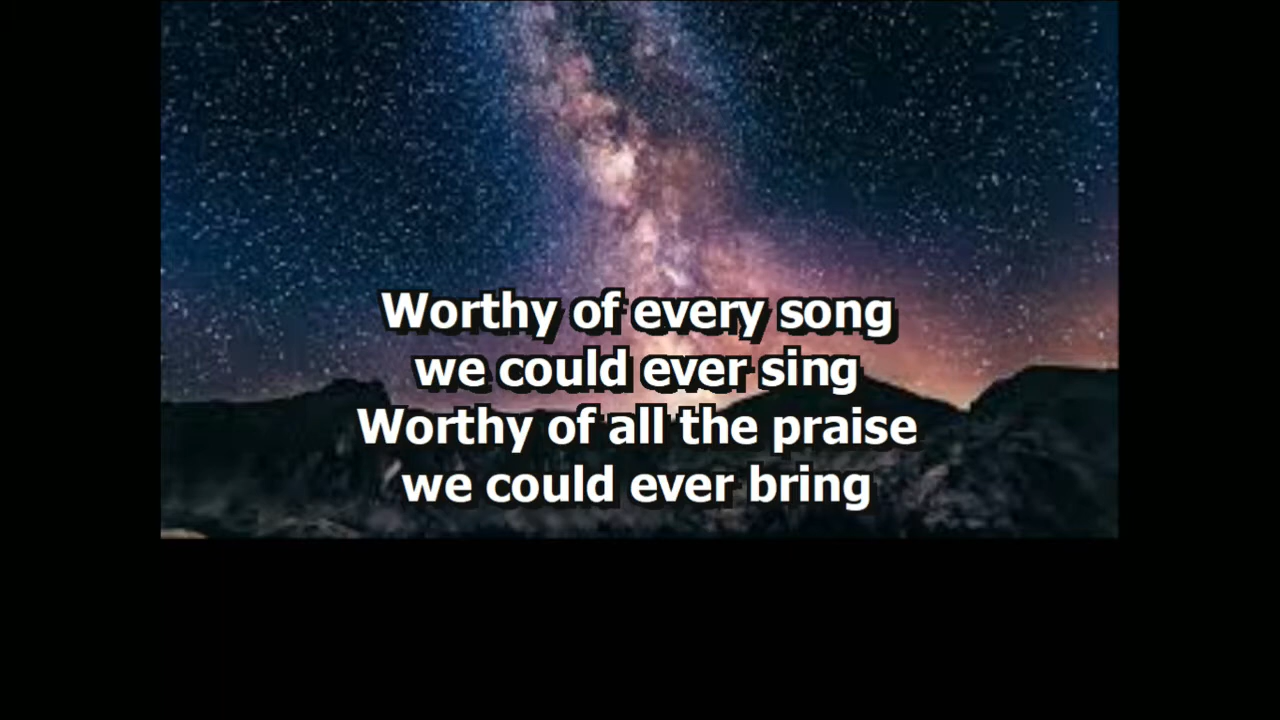 Worthy of every song
we could ever sing
Worthy of all the praise
we could ever bring